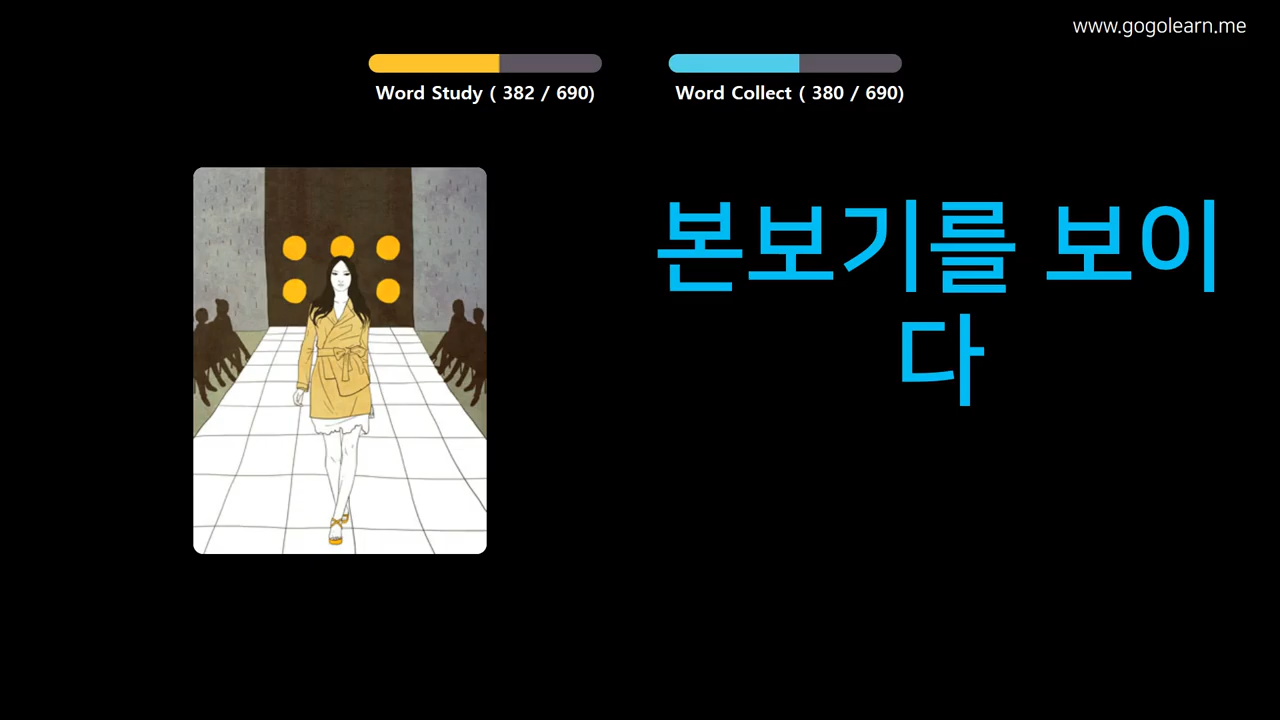 www.gogolearn.me
Word Study ( 382 / 690)
Word Collect ( 380 / 690)
본보기를 보이
다